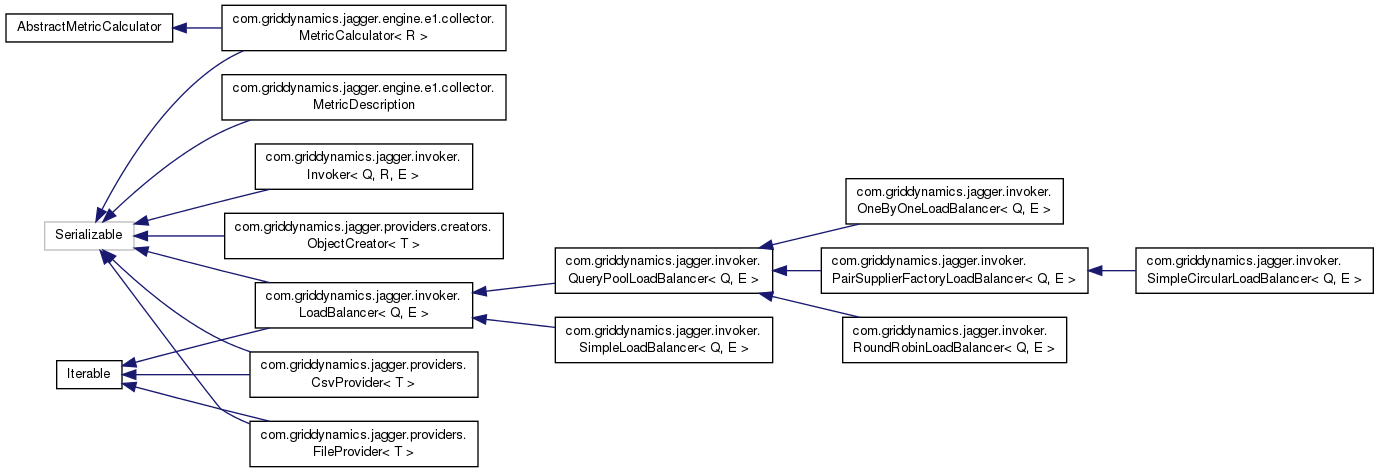 AbstractMetricCalculator
com.griddynamics.jagger.engine.e1.collector.
MetricCalculator< R >
com.griddynamics.jagger.engine.e1.collector.
MetricDescription
com.griddynamics.jagger.invoker.
Invoker< Q, R, E >
com.griddynamics.jagger.invoker.
OneByOneLoadBalancer< Q, E >
Serializable
com.griddynamics.jagger.providers.creators.
ObjectCreator< T >
com.griddynamics.jagger.invoker.
QueryPoolLoadBalancer< Q, E >
com.griddynamics.jagger.invoker.
PairSupplierFactoryLoadBalancer< Q, E >
com.griddynamics.jagger.invoker.
SimpleCircularLoadBalancer< Q, E >
com.griddynamics.jagger.invoker.
LoadBalancer< Q, E >
com.griddynamics.jagger.invoker.
SimpleLoadBalancer< Q, E >
com.griddynamics.jagger.invoker.
RoundRobinLoadBalancer< Q, E >
Iterable
com.griddynamics.jagger.providers.
CsvProvider< T >
com.griddynamics.jagger.providers.
FileProvider< T >